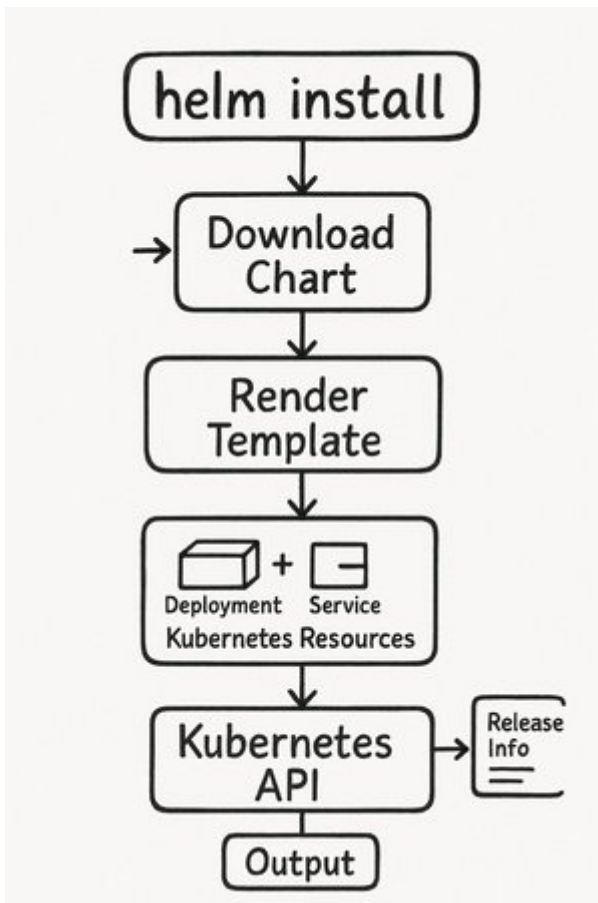 helm install
Download
Chart
Render
Template
+
Deployment Service
Kubernetes Resources
Kubernetes
API
Release
Info
Output